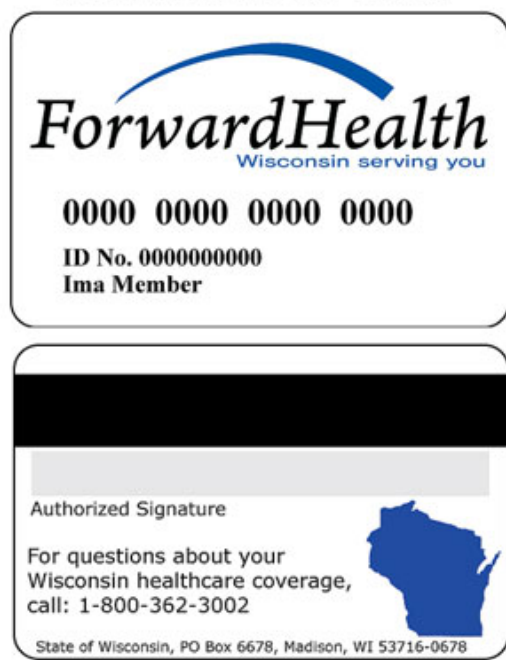 ForwardHealth
Wisconsin serving you
0000 0000 0000 0000
ID No. 0000000000
Ima Member
Authorized Signature
For questions about your
Wisconsin healthcare coverage,
call: 1-800-362-3002
State of Wisconsin, PO Box 6678, Madison, WI 53716-0678